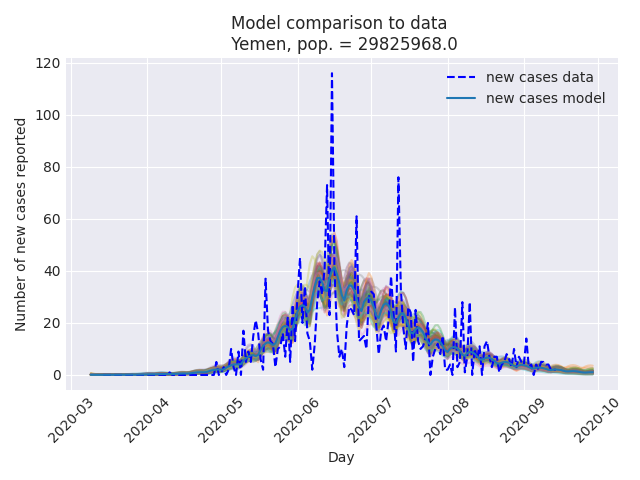 Model comparison to data
Yemen, pop. = 29825968.0
120
100
80
60
40
20
0
Number of new cases reported
new cases data
new cases model
2020-03
2020-04
2020-05
2020-06
2020-07
2020-08
2020-09
2020-10
Day